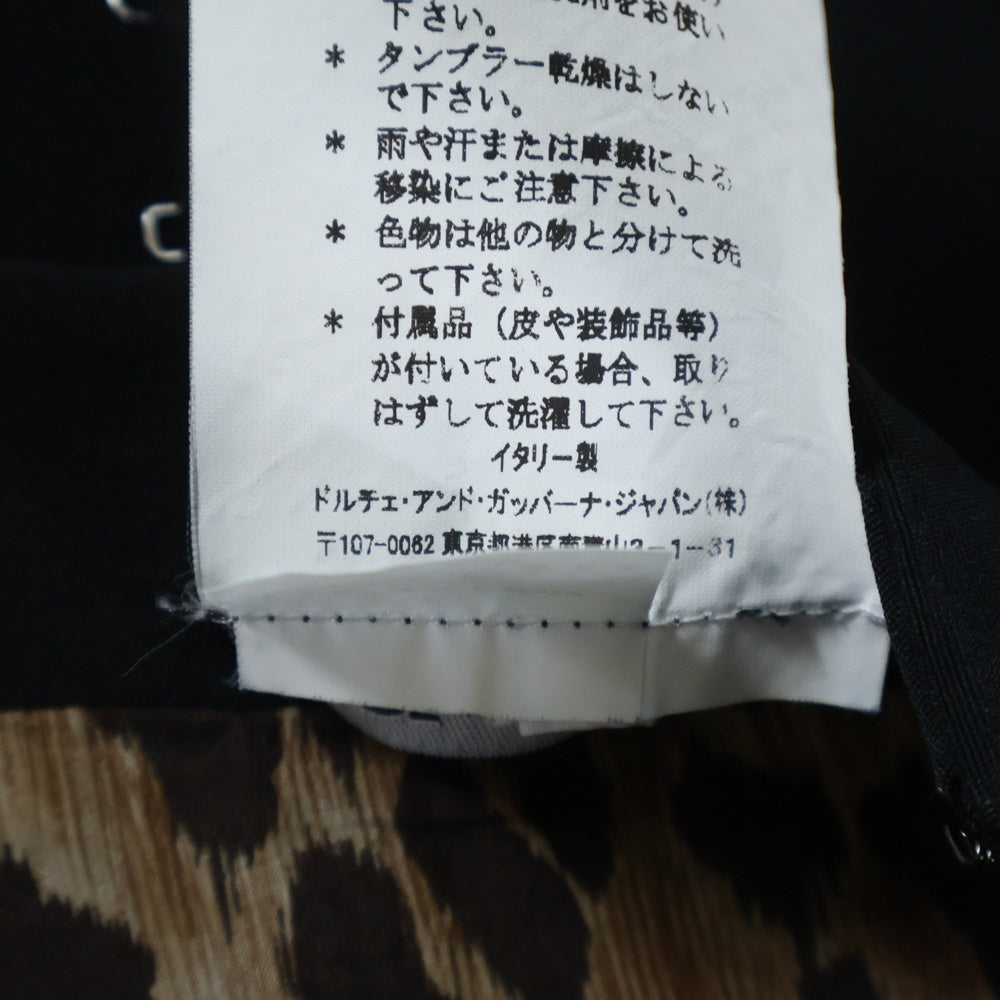 剤をお使い
下さい。
* タンブラー乾燥はしない
で下さい。
* 雨や汗または摩擦による
移染にご注意下さい。
* 色物は他の物と分けて洗
って下さい。
* 付属品（皮や装飾品等）
が付いている場合、取り
はずして洗濯して下さい。
イタリー製
ドルチェ・アンド・ガッバーナ・ジャパン(株)
〒107-0062 東京都港区南青山3-1-31